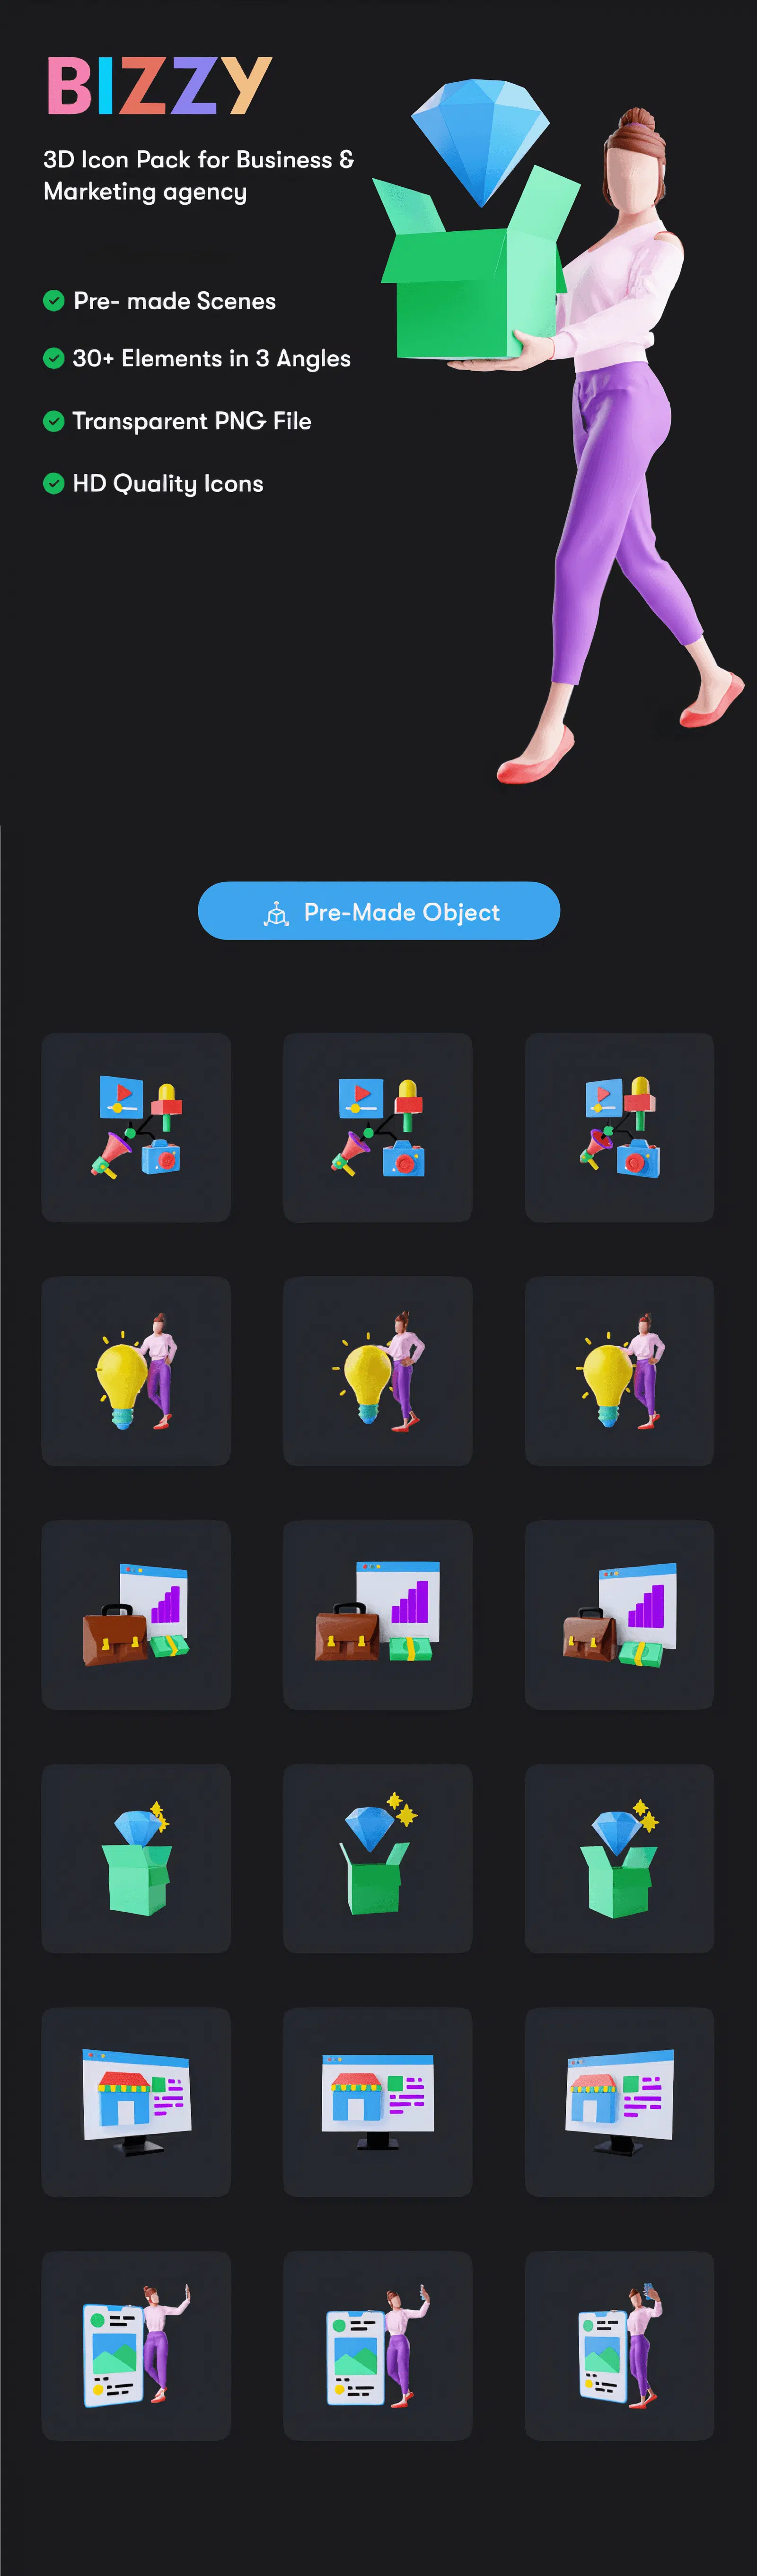 BIZZY
3D Icon Pack for Business &
Marketing agency
Pre- made Scenes
30+ Elements in 3 Angles
Transparent PNG File
HD Quality Icons
Pre-Made Object